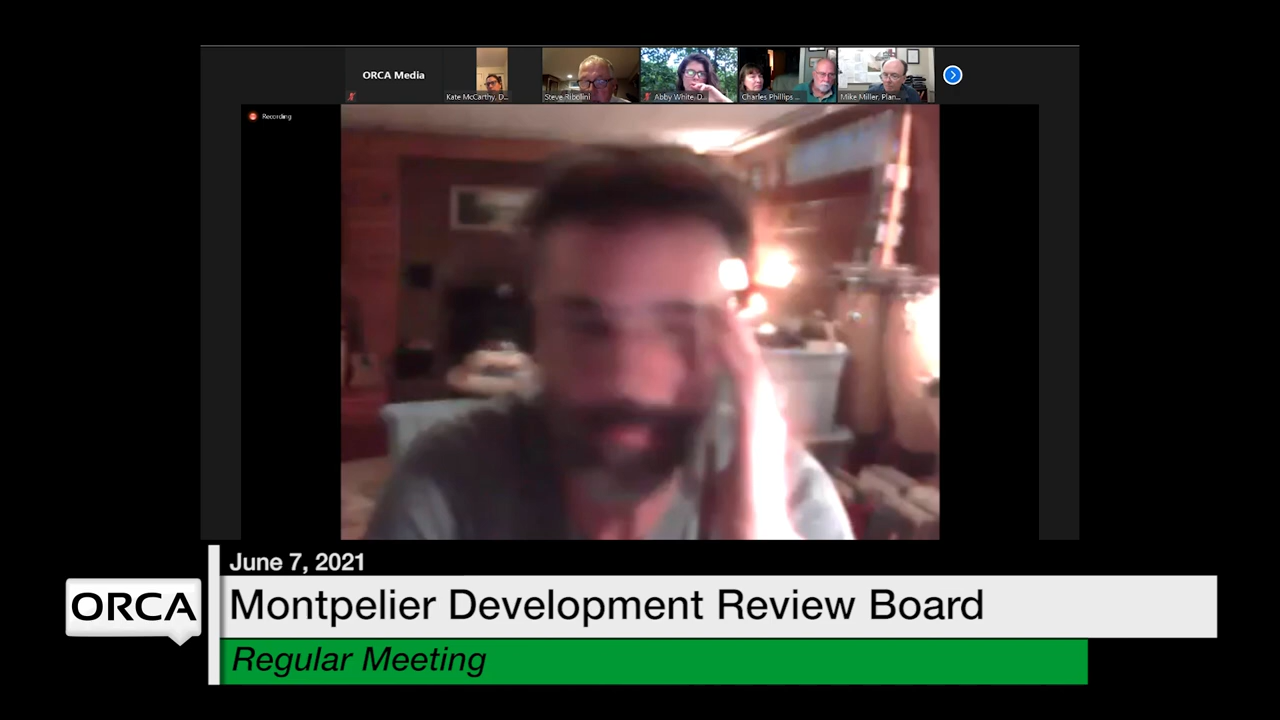 ORCA Media
Kate McCarthy, D...
Steve Ribolini
Abby White, D...
Charles Phillips ...
Mike Miller, Plan...
Recording
June 7, 2021
ORCA
Montpelier Development Review Board
Regular Meeting